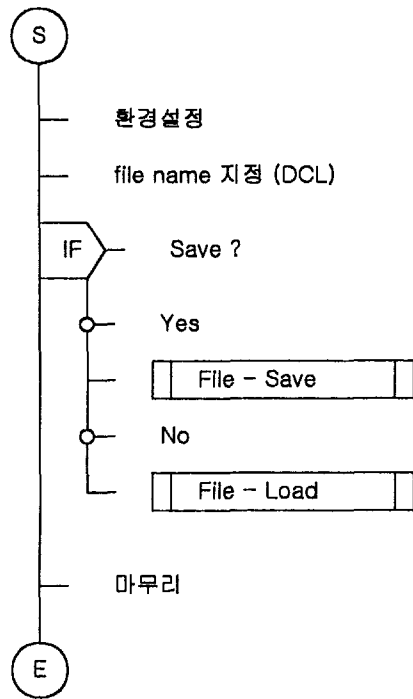 S
환경설정
file name 지정 (DCL)
IF Save ?
Yes
File - Save
No
File - Load
마무리
E